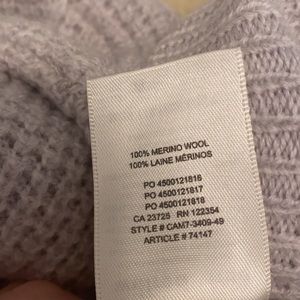 100% MERINO WOOL
100% LAINE MÉRINOS
PO 4500121816
PO 4500121817
PO 4500121818
CA 23725 RN 122354
STYLE # CAM7-3409-49
ARTICLE # 74147